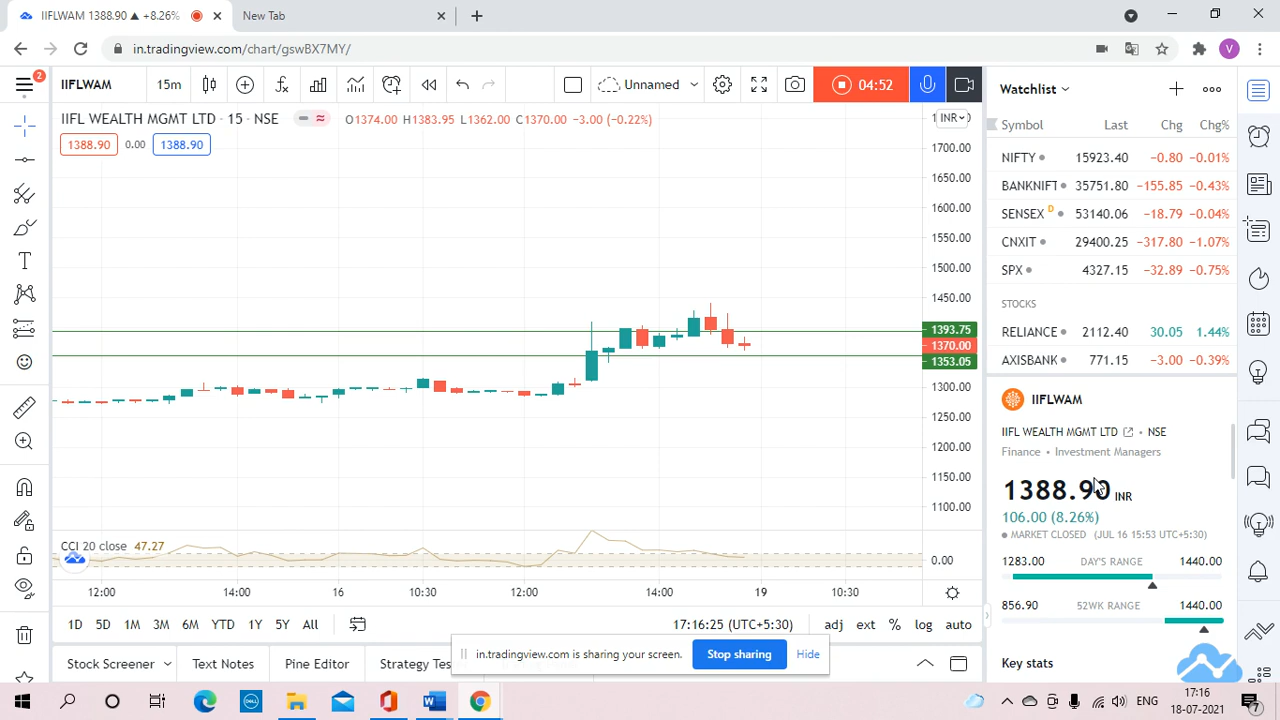 IIFLWAM 1388.90 ▲ +8.26%
New Tab
in.tradingview.com/chart/gswBX7MY/
2
IIFLWAM
15m
Unnamed
04:52
Watchlist
IIFL WEALTH MGMT LTD · 15 · NSE
O1374.00 H1383.95 L1362.00 C1370.00 −3.00 (−0.22%)
INR
1388.90 0.00 1388.90
1700.00
1650.00
1600.00
1550.00
1500.00
1450.00
1393.75
1370.00
1353.05
1300.00
1250.00
1200.00
1150.00
1100.00
CCI 20 close 47.27
0.00
12:00 14:00 16 10:30 12:00 14:00 19 10:30
1D 5D 1M 3M 6M YTD 1Y 5Y All
17:16:25 (UTC+5:30) adj ext % log auto
in.tradingview.com is sharing your screen. Stop sharing Hide
Stock Screener Text Notes Pine Editor Strategy Tes
Symbol Last Chg Chg%
NIFTY 15923.40 −0.80 −0.01%
BANKNIFT 35751.80 −155.85 −0.43%
SENSEX D 53140.06 −18.79 −0.04%
CNXIT 29400.25 −317.80 −1.07%
SPX 4327.15 −32.89 −0.75%
STOCKS
RELIANCE 2112.40 30.05 1.44%
AXISBANK 771.15 −3.00 −0.39%
IIFLWAM
IIFL WEALTH MGMT LTD • NSE
Finance • Investment Managers
1388.90 INR
106.00 (8.26%)
MARKET CLOSED (JUL 16 15:53 UTC+5:30)
1283.00 DAY'S RANGE 1440.00
856.90 52WK RANGE 1440.00
Key stats
V
DELL
W
ENG
17:16
18-07-2021
7